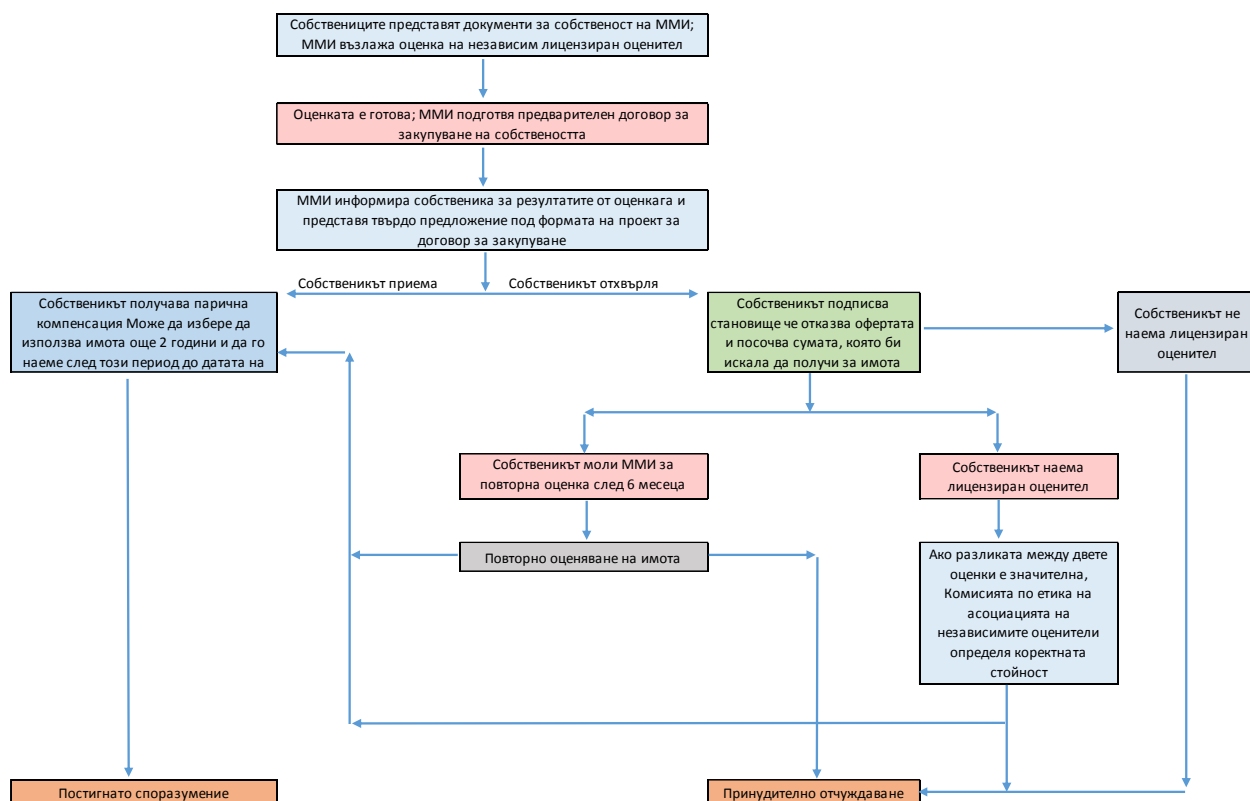 Собствениците представят документи за собственост на ММИ;
ММИ възлажа оценка на независим лицензиран оценител
Оценката е готова; ММИ подготвя предварителен договор за
закупуване на собствеността
ММИ информира собственика за резултатите от оценкага и
представя твърдо предложение под формата на проект за
договор за закупуване
Собственикът приема
Собственикът отхвърля
Собственикът получава парична
компенсация Може да избере да
използва имота още 2 години и да го
наеме след този период до датата на
Собственикът подписва
становище че отказва офертата
и посочва сумата, която би
искала да получи за имота
Собственикът не
наема лицензиран
оценител
Собственикът моли ММИ за
повторна оценка след 6 месеца
Собственикът наема
лицензиран оценител
Повторно оценяване на имота
Ако разликата между двете
оценки е значителна,
Комисията по етика на
асоциацията на
независимите оценители
определя коректната
стойност
Постигнато споразумение
Принудително отчуждаване